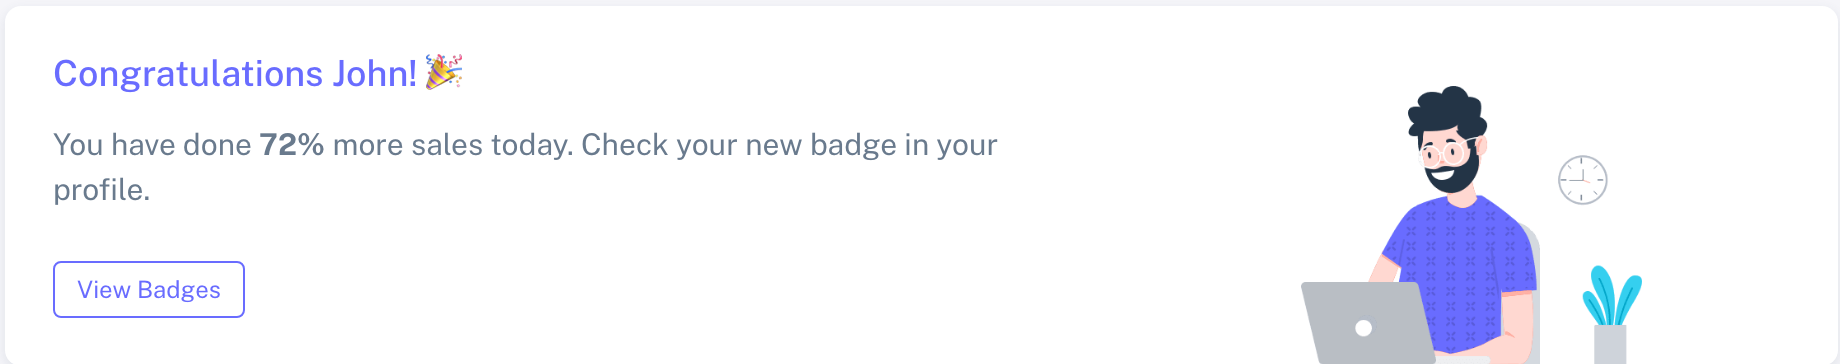 Congratulations John! 🎉
You have done 72% more sales today. Check your new badge in your
profile.
View Badges